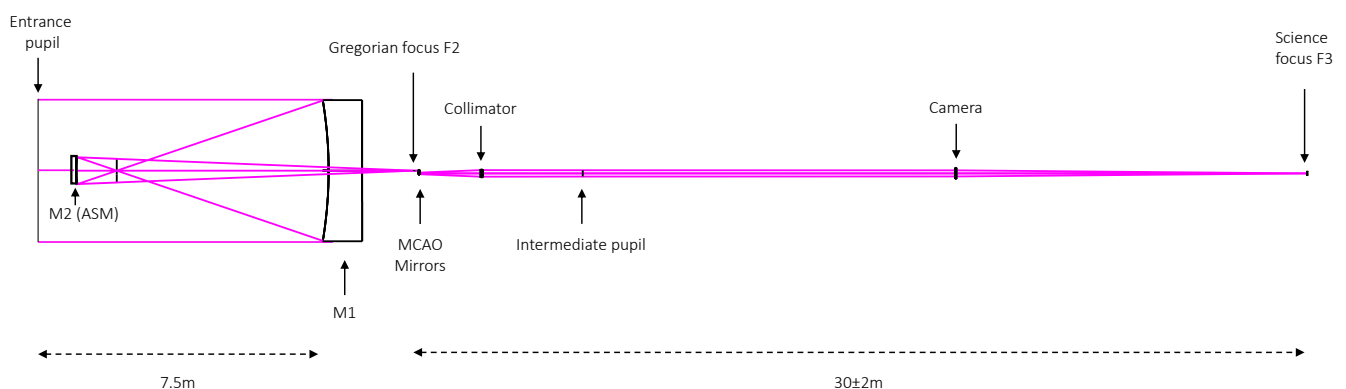 Entrance
pupil
Gregorian focus F2
Science
focus F3
Collimator
Camera
M2 (ASM)
MCAO
Mirrors
Intermediate pupil
M1
7.5m
30±2m